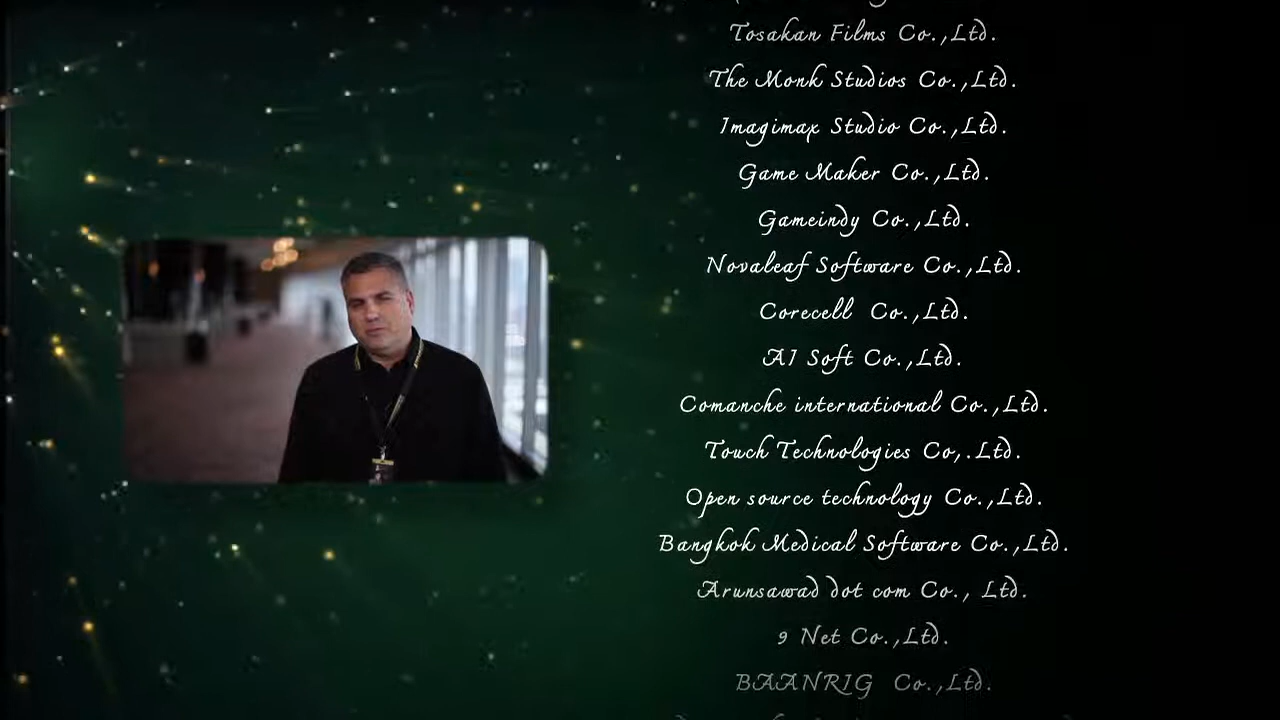 Tosakan Films Co.,Ltd.
The Monk Studios Co.,Ltd.
Imagimax Studio Co.,Ltd.
Game Maker Co.,Ltd.
Gameindy Co.,Ltd.
Novaleaf Software Co.,Ltd.
Corecell Co.,Ltd.
AI Soft Co.,Ltd.
Comanche international Co.,Ltd.
Touch Technologies Co,.Ltd.
Open source technology Co.,Ltd.
Bangkok Medical Software Co.,Ltd.
Arunsawad dot com Co., Ltd.
9 Net Co.,Ltd.
BAANRIG Co.,Ltd.